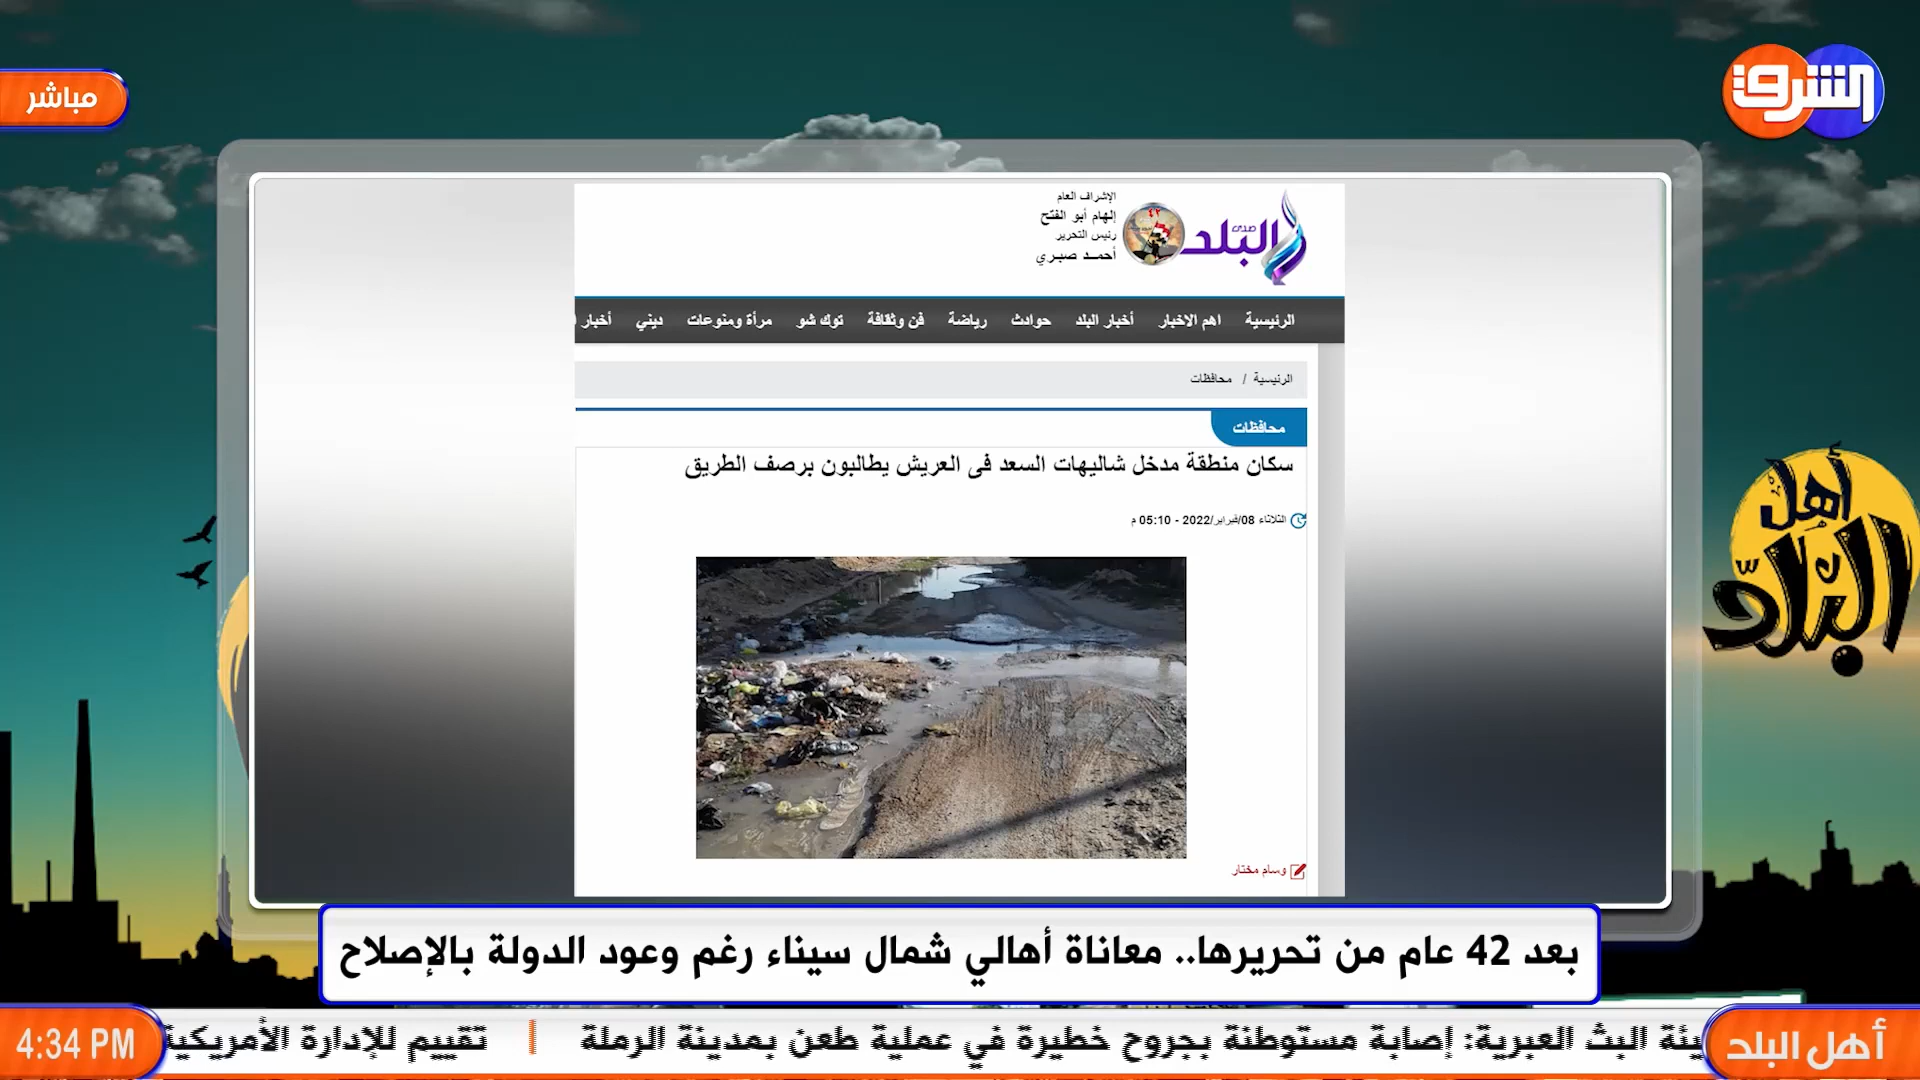 مباشر
الشرق
الإشراف العام
إلهام أبو الفتح
رئيس التحرير
أحمــد صبـري
صدى
البلد
٤٢
الرئيسية اهم الاخبار أخبار البلد حوادث رياضة فن وثقافة توك شو مرأة ومنوعات ديني أخبار
الرئيسية / محافظات
محافظات
سكان منطقة مدخل شاليهات السعد فى العريش يطالبون برصف الطريق
الثلاثاء 08/فبراير/2022 - 05:10 م
وسام مختار
أهل
البلد
بعد 42 عام من تحريرها.. معاناة أهالي شمال سيناء رغم وعود الدولة بالإصلاح
البث العبرية: إصابة مستوطنة بجروح خطيرة في عملية طعن بمدينة الرملة | تقييم للإدارة الأمريكية
أهل البلد
4:34 PM